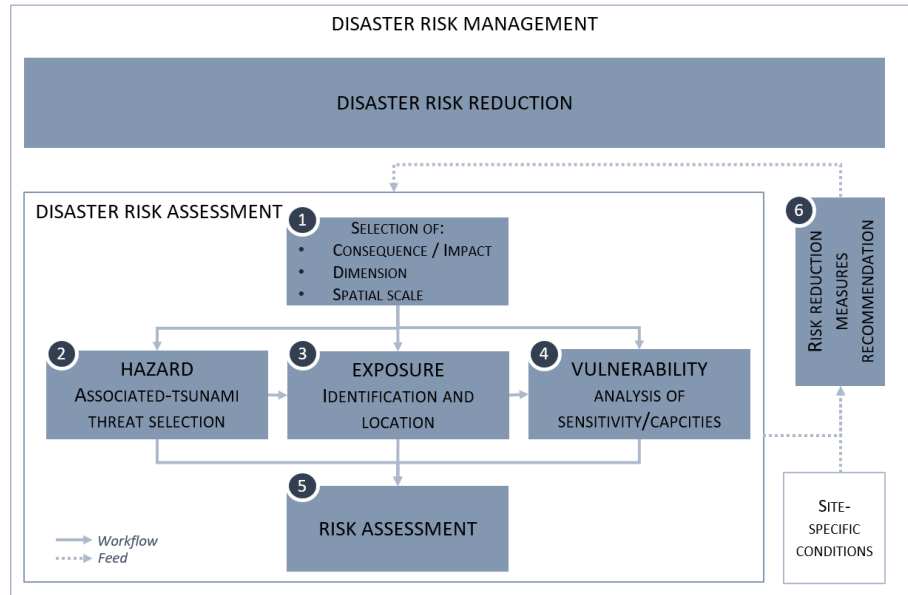 DISASTER RISK MANAGEMENT
DISASTER RISK REDUCTION
DISASTER RISK ASSESSMENT
1
SELECTION OF:
• CONSEQUENCE / IMPACT
• DIMENSION
• SPATIAL SCALE
2
HAZARD
ASSOCIATED-TSUNAMI
THREAT SELECTION
3
EXPOSURE
IDENTIFICATION AND
LOCATION
4
VULNERABILITY
ANALYSIS OF
SENSITIVITY/CAPCITIES
5
RISK ASSESSMENT
Workflow
Feed
6
RISK REDUCTION
MEASURES
RECOMMENDATION
SITE-
SPECIFIC
CONDITIONS